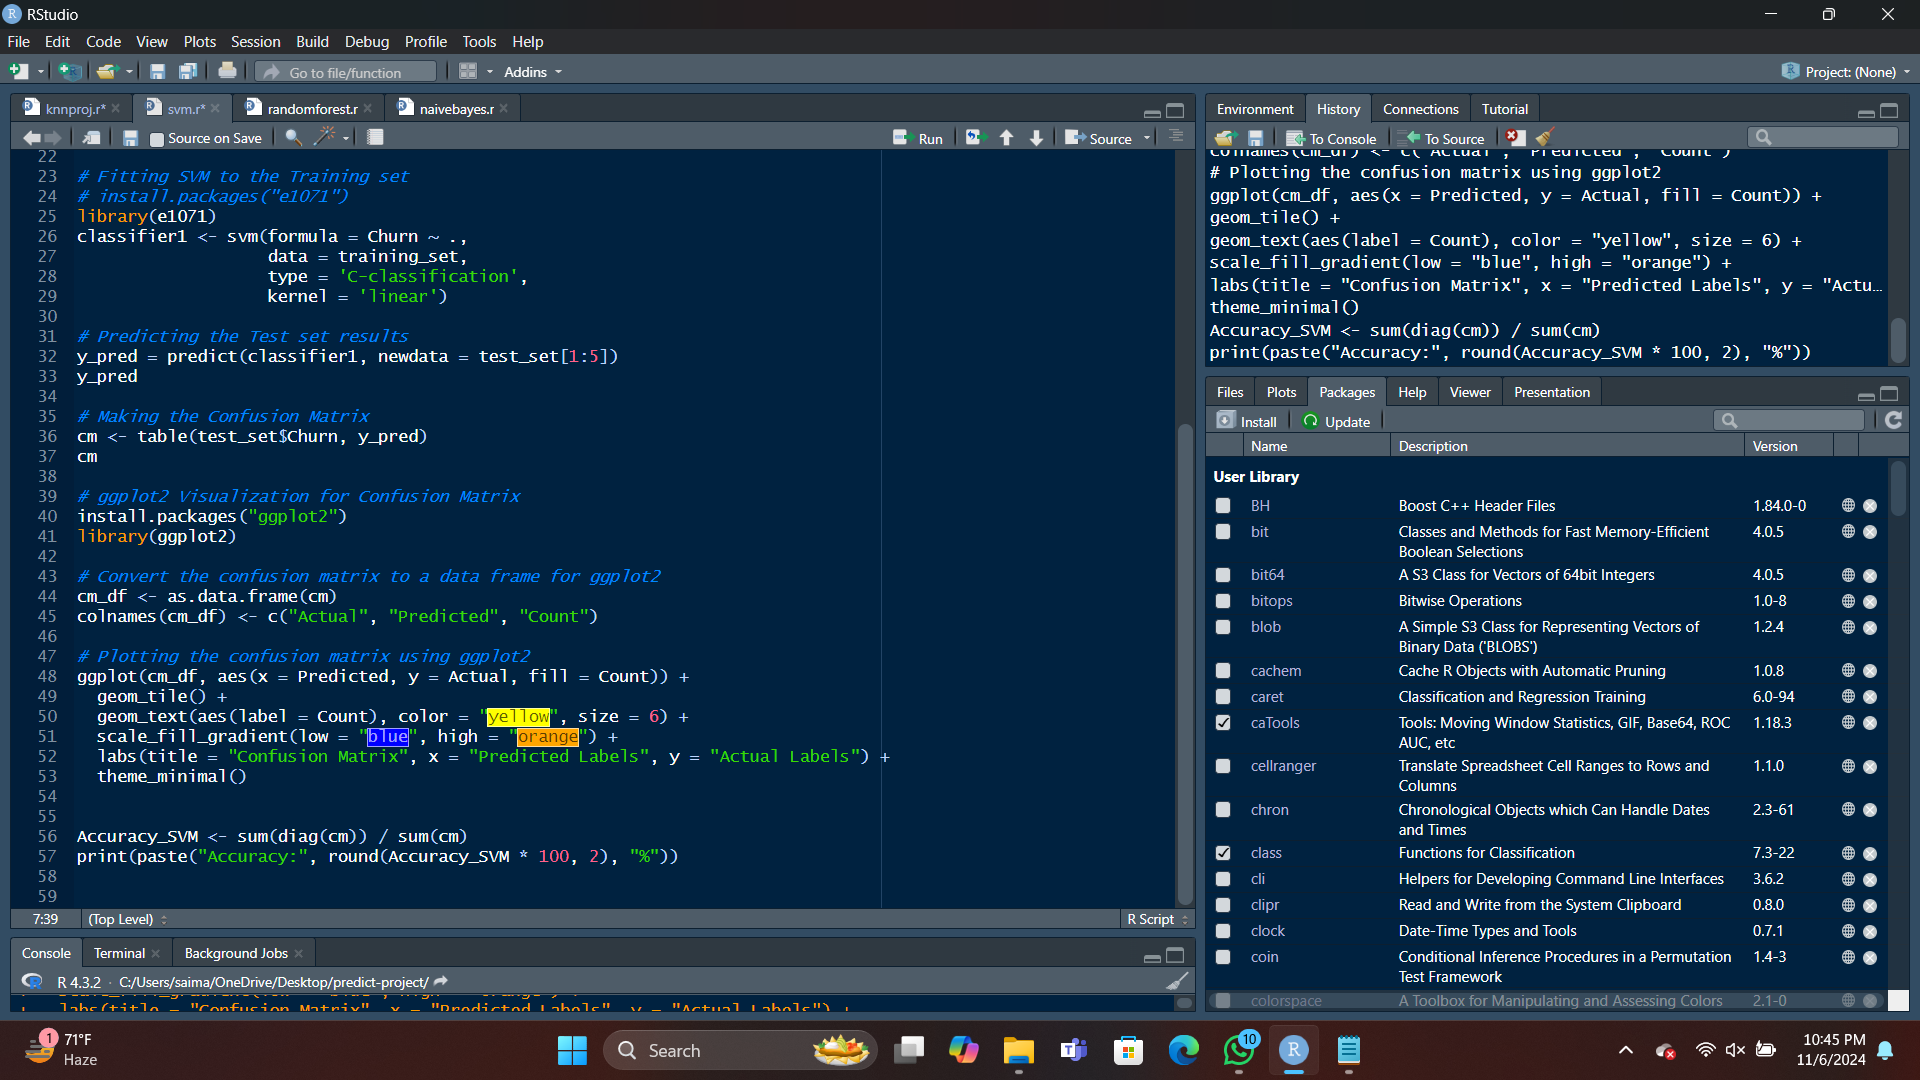 RStudio
File Edit Code View Plots Session Build Debug Profile Tools Help
Go to file/function Addins Project: (None)
knnproj.r* svm.r* randomforest.r naivebayes.r
Source on Save Run Source
22
23 # Fitting SVM to the Training set
24 # install.packages("e1071")
25 library(e1071)
26 classifier1 <- svm(formula = Churn ~ .,
27 data = training_set,
28 type = 'C-classification',
29 kernel = 'linear')
30
31 # Predicting the Test set results
32 y_pred = predict(classifier1, newdata = test_set[1:5])
33 y_pred
34
35 # Making the Confusion Matrix
36 cm <- table(test_set$Churn, y_pred)
37 cm
38
39 # ggplot2 Visualization for Confusion Matrix
40 install.packages("ggplot2")
41 library(ggplot2)
42
43 # Convert the confusion matrix to a data frame for ggplot2
44 cm_df <- as.data.frame(cm)
45 colnames(cm_df) <- c("Actual", "Predicted", "Count")
46
47 # Plotting the confusion matrix using ggplot2
48 ggplot(cm_df, aes(x = Predicted, y = Actual, fill = Count)) +
49 geom_tile() +
50 geom_text(aes(label = Count), color = "yellow", size = 6) +
51 scale_fill_gradient(low = "blue", high = "orange") +
52 labs(title = "Confusion Matrix", x = "Predicted Labels", y = "Actual Labels") +
53 theme_minimal()
54
55
56 Accuracy_SVM <- sum(diag(cm)) / sum(cm)
57 print(paste("Accuracy:", round(Accuracy_SVM * 100, 2), "%"))
58
59
7:39 (Top Level) R Script
Console Terminal Background Jobs
R 4.3.2 · C:/Users/saima/OneDrive/Desktop/predict-project/
+ labs(title = "Confusion Matrix", x = "Predicted Labels", y = "Actual Labels") +
Environment History Connections Tutorial
To Console To Source
colnames(cm_df) <- c("Actual", "Predicted", "Count")
# Plotting the confusion matrix using ggplot2
ggplot(cm_df, aes(x = Predicted, y = Actual, fill = Count)) +
geom_tile() +
geom_text(aes(label = Count), color = "yellow", size = 6) +
scale_fill_gradient(low = "blue", high = "orange") +
labs(title = "Confusion Matrix", x = "Predicted Labels", y = "Actu...
theme_minimal()
Accuracy_SVM <- sum(diag(cm)) / sum(cm)
print(paste("Accuracy:", round(Accuracy_SVM * 100, 2), "%"))
Files Plots Packages Help Viewer Presentation
Install Update
Name Description Version
User Library
BH Boost C++ Header Files 1.84.0-0
bit Classes and Methods for Fast Memory-Efficient 4.0.5
Boolean Selections
bit64 A S3 Class for Vectors of 64bit Integers 4.0.5
bitops Bitwise Operations 1.0-8
blob A Simple S3 Class for Representing Vectors of 1.2.4
Binary Data ('BLOBS')
cachem Cache R Objects with Automatic Pruning 1.0.8
caret Classification and Regression Training 6.0-94
caTools Tools: Moving Window Statistics, GIF, Base64, ROC 1.18.3
AUC, etc
cellranger Translate Spreadsheet Cell Ranges to Rows and 1.1.0
Columns
chron Chronological Objects which Can Handle Dates 2.3-61
and Times
class Functions for Classification 7.3-22
cli Helpers for Developing Command Line Interfaces 3.6.2
clipr Read and Write from the System Clipboard 0.8.0
clock Date-Time Types and Tools 0.7.1
coin Conditional Inference Procedures in a Permutation 1.4-3
Test Framework
colorspace A Toolbox for Manipulating and Assessing Colors 2.1-0
1 71°F
Haze
Search
10
10:45 PM
11/6/2024